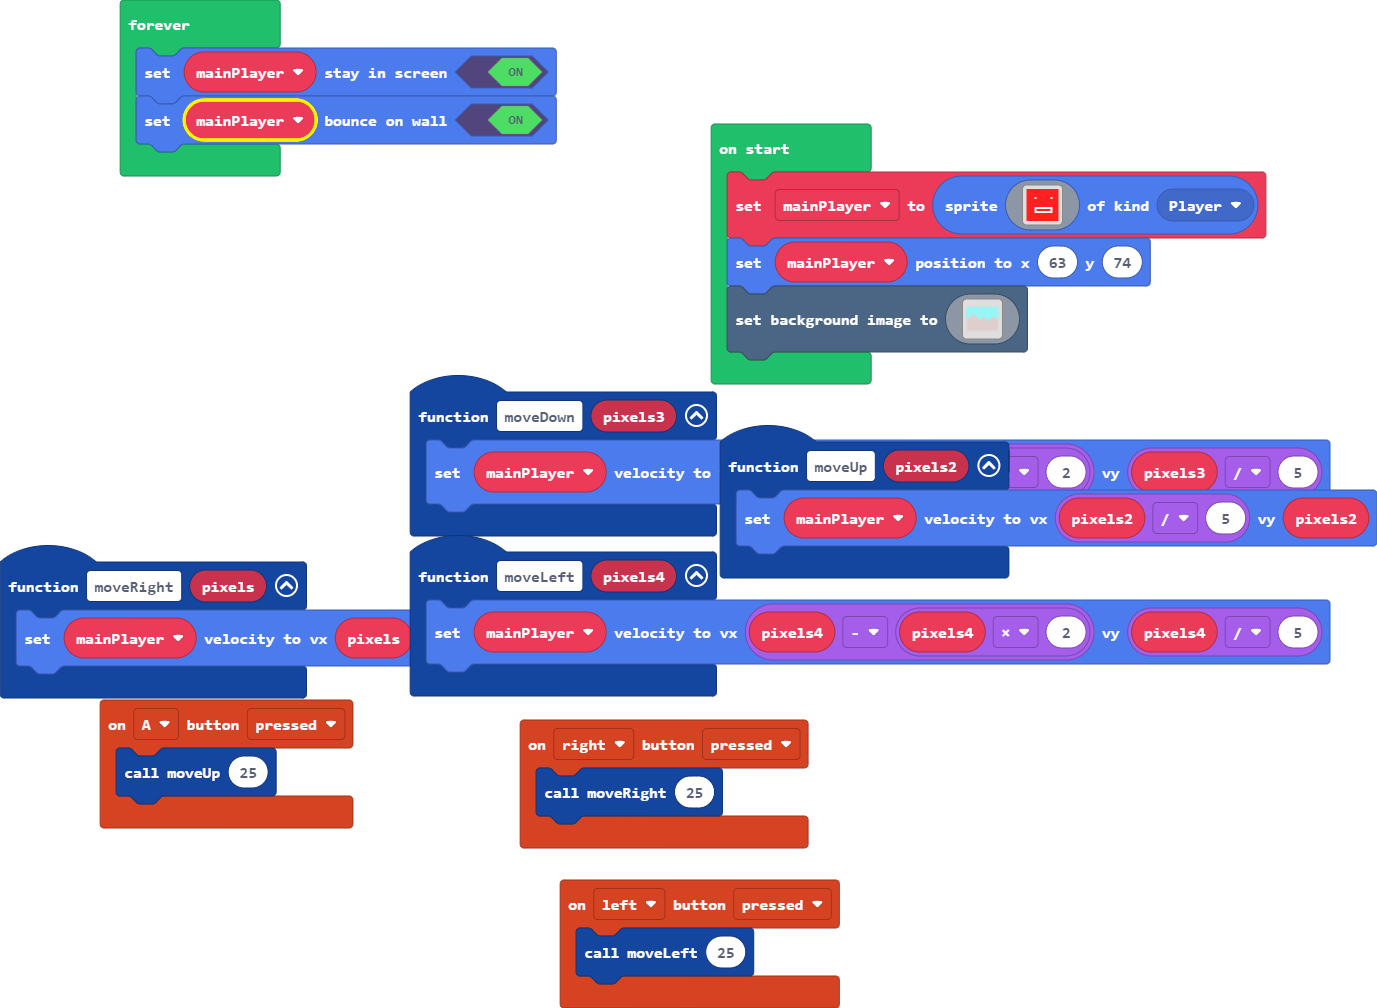 forever
set mainPlayer stay in screen ON
set mainPlayer bounce on wall ON
on start
set mainPlayer to sprite of kind Player
set mainPlayer position to x 63 y 74
set background image to
function moveDown pixels3
set mainPlayer velocity to 2 vy pixels3 / 5
function moveUp pixels2
set mainPlayer velocity to vx pixels2 / 5 vy pixels2
function moveRight pixels
set mainPlayer velocity to vx pixels
function moveLeft pixels4
set mainPlayer velocity to vx pixels4 - pixels4 × 2 vy pixels4 / 5
on A button pressed
call moveUp 25
on right button pressed
call moveRight 25
on left button pressed
call moveLeft 25